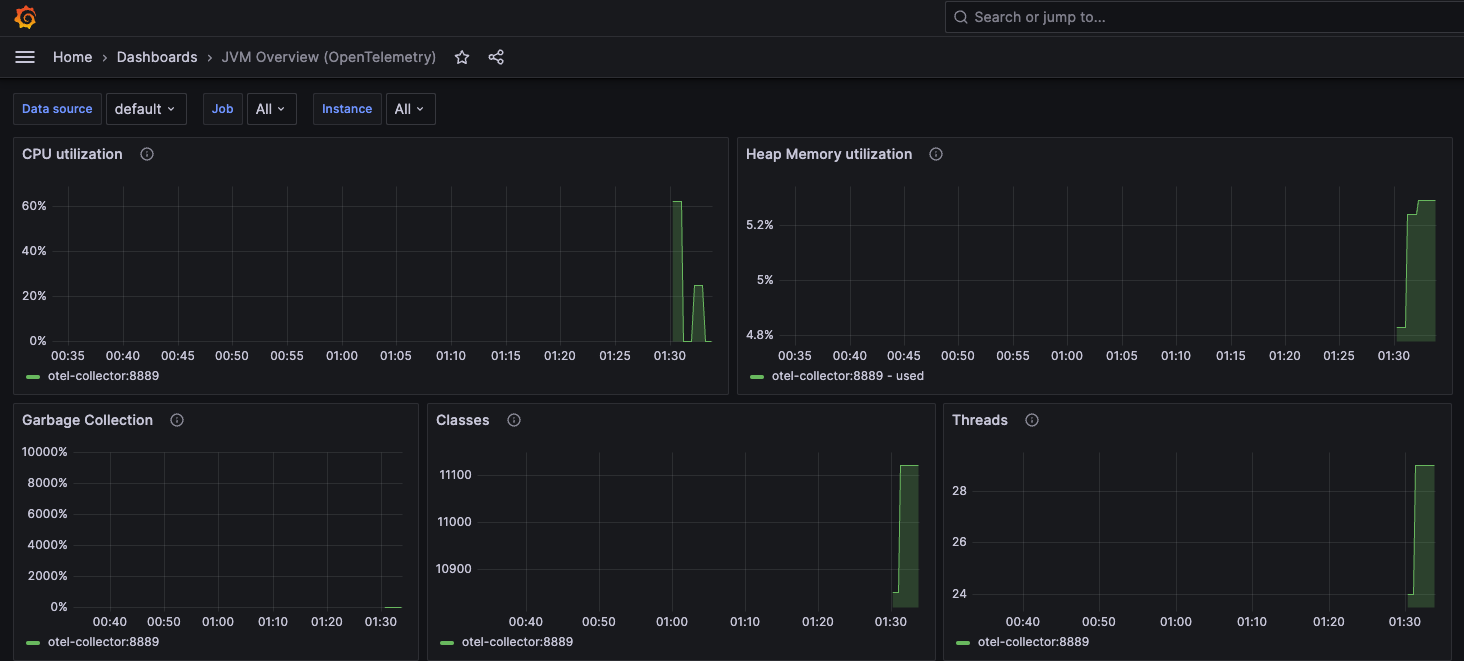 Search or jump to...
Home › Dashboards › JVM Overview (OpenTelemetry)
Data source default Job All Instance All
CPU utilization
60%
40%
20%
0%
00:35 00:40 00:45 00:50 00:55 01:00 01:05 01:10 01:15 01:20 01:25 01:30
otel-collector:8889
Heap Memory utilization
5.2%
5%
4.8%
00:35 00:40 00:45 00:50 00:55 01:00 01:05 01:10 01:15 01:20 01:25 01:30
otel-collector:8889 - used
Garbage Collection
10000%
8000%
6000%
4000%
2000%
0%
00:40 00:50 01:00 01:10 01:20 01:30
otel-collector:8889
Classes
11100
11000
10900
00:40 00:50 01:00 01:10 01:20 01:30
otel-collector:8889
Threads
28
26
24
00:40 00:50 01:00 01:10 01:20 01:30
otel-collector:8889